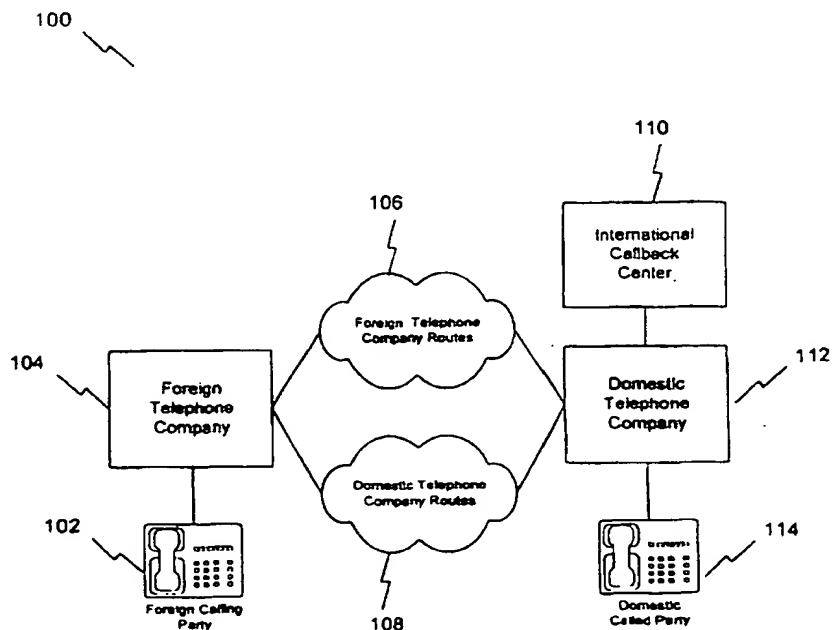 100
110
106
International
Callback
Center
Foreign Telephone
Company Routes
104
112
Foreign
Telephone
Company
Domestic
Telephone
Company
Domestic Telephone
Company Routes
102
114
Foreign Calling
Party
108
Domestic
Called Party